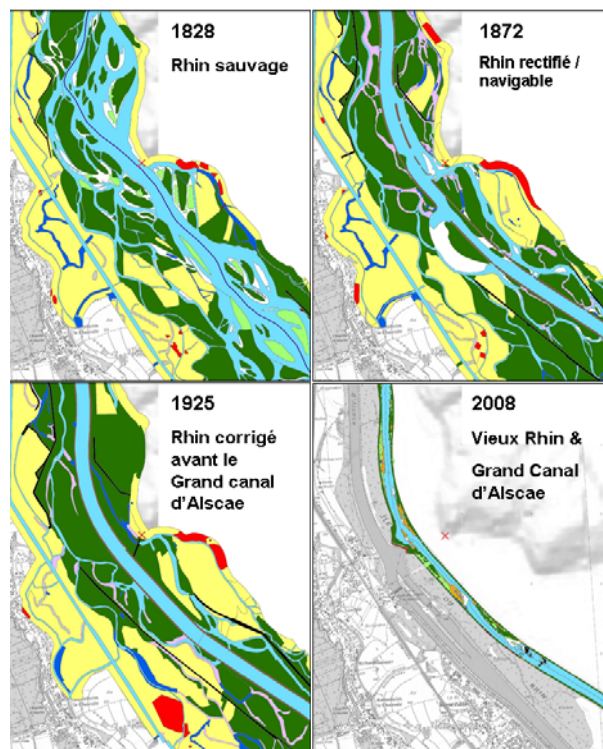 1828
Rhin sauvage
1872
Rhin rectifié /
navigable
1925
Rhin corrigé
avant le
Grand canal
d'Alscae
2008
Vieux Rhin &
Grand Canal
d'Alscae